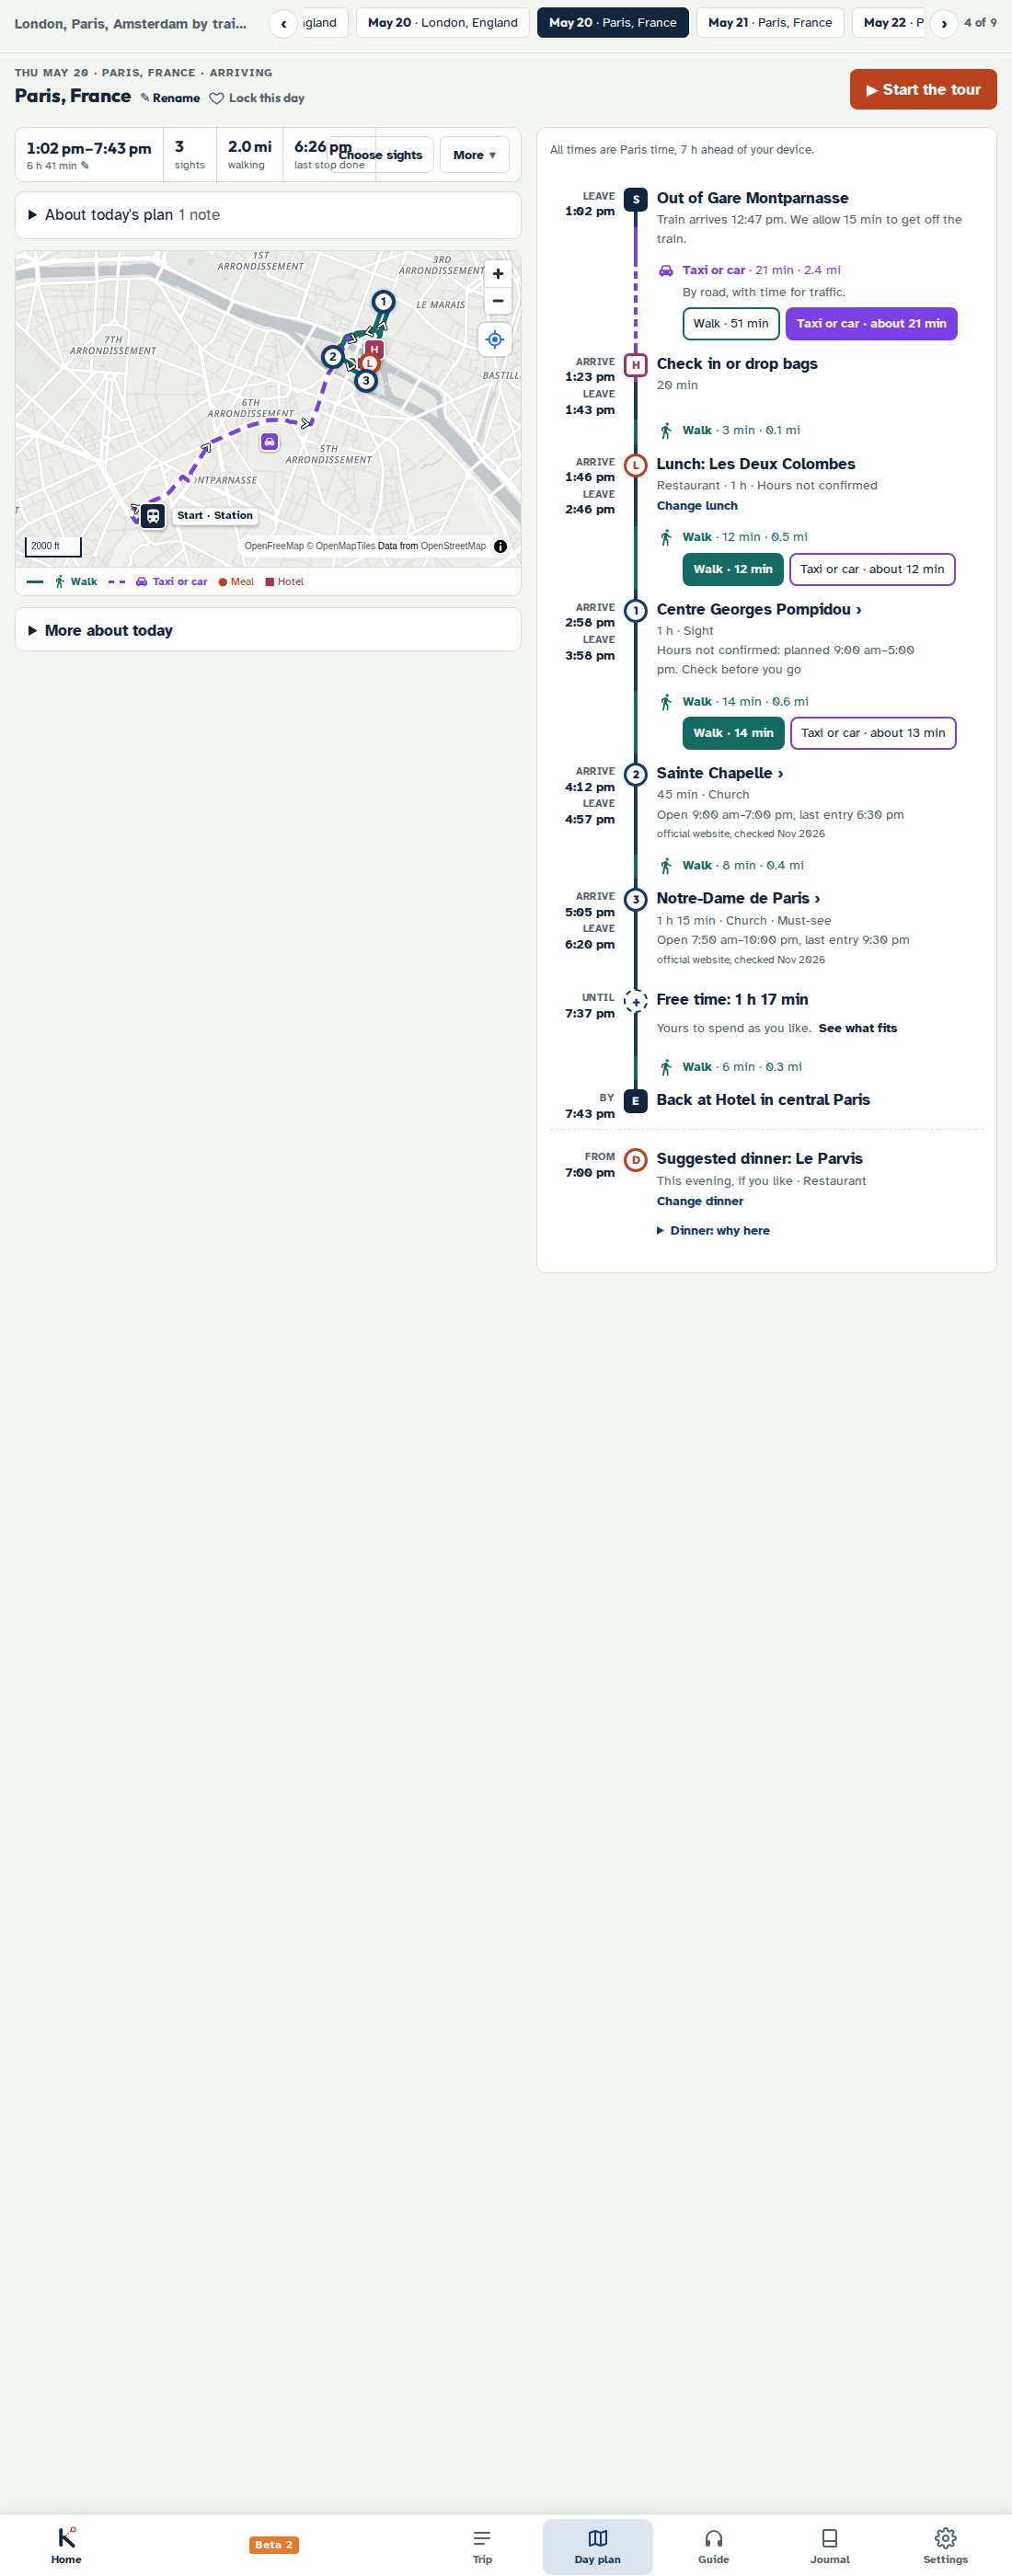 London, Paris, Amsterdam by trai...
‹
gland
May 20 · London, England
May 20 · Paris, France
May 21 · Paris, France
May 22 · P
›
4 of 9
THU MAY 20 · PARIS, FRANCE · ARRIVING
Paris, France
✎ Rename
Lock this day
▶ Start the tour
1:02 pm–7:43 pm
6 h 41 min ✎
3
sights
2.0 mi
walking
6:26 pm
last stop done
Choose sights
More ▾
▶ About today's plan 1 note
1ST
ARRONDISSEMENT
3RD
ARRONDISSEMENT
LE MARAIS
7TH
ARRONDISSEMENT
BASTILL
6TH
ARRONDISSEMENT
5TH
ARRONDISSEMENT
ONTPARNASSE
T
+
−
1
2
H
L
3
Start · Station
2000 ft
OpenFreeMap © OpenMapTiles Data from OpenStreetMap
Walk
Taxi or car
Meal
Hotel
▶ More about today
All times are Paris time, 7 h ahead of your device.
LEAVE
1:02 pm
S
Out of Gare Montparnasse
Train arrives 12:47 pm. We allow 15 min to get off the
train.
Taxi or car · 21 min · 2.4 mi
By road, with time for traffic.
Walk · 51 min
Taxi or car · about 21 min
ARRIVE
1:23 pm
LEAVE
1:43 pm
H
Check in or drop bags
20 min
Walk · 3 min · 0.1 mi
ARRIVE
1:46 pm
LEAVE
2:46 pm
L
Lunch: Les Deux Colombes
Restaurant · 1 h · Hours not confirmed
Change lunch
Walk · 12 min · 0.5 mi
Walk · 12 min
Taxi or car · about 12 min
ARRIVE
2:58 pm
LEAVE
3:58 pm
1
Centre Georges Pompidou ›
1 h · Sight
Hours not confirmed: planned 9:00 am–5:00
pm. Check before you go
Walk · 14 min · 0.6 mi
Walk · 14 min
Taxi or car · about 13 min
ARRIVE
4:12 pm
LEAVE
4:57 pm
2
Sainte Chapelle ›
45 min · Church
Open 9:00 am–7:00 pm, last entry 6:30 pm
official website, checked Nov 2026
Walk · 8 min · 0.4 mi
ARRIVE
5:05 pm
LEAVE
6:20 pm
3
Notre-Dame de Paris ›
1 h 15 min · Church · Must-see
Open 7:50 am–10:00 pm, last entry 9:30 pm
official website, checked Nov 2026
UNTIL
7:37 pm
+
Free time: 1 h 17 min
Yours to spend as you like. See what fits
Walk · 6 min · 0.3 mi
BY
7:43 pm
E
Back at Hotel in central Paris
FROM
7:00 pm
D
Suggested dinner: Le Parvis
This evening, if you like · Restaurant
Change dinner
▶ Dinner: why here
Home
Beta 2
Trip
Day plan
Guide
Journal
Settings